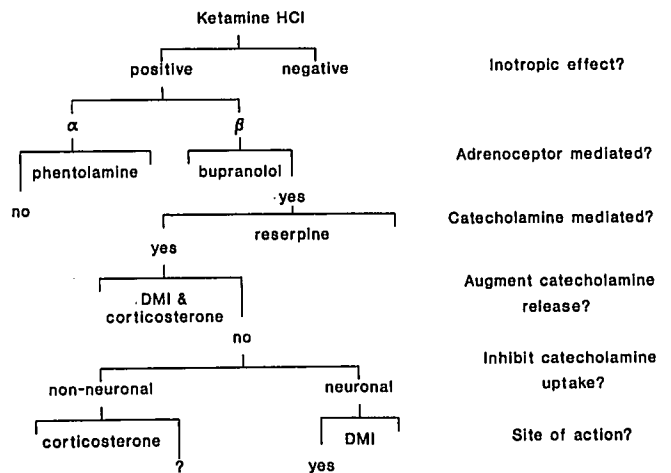 Ketamine HCl
positive negative Inotropic effect?
α β
phentolamine bupranolol Adrenoceptor mediated?
no yes Catecholamine mediated?
reserpine
yes
DMI &
corticosterone
Augment catecholamine
release?
no
non-neuronal neuronal
Inhibit catecholamine
uptake?
corticosterone DMI Site of action?
? yes